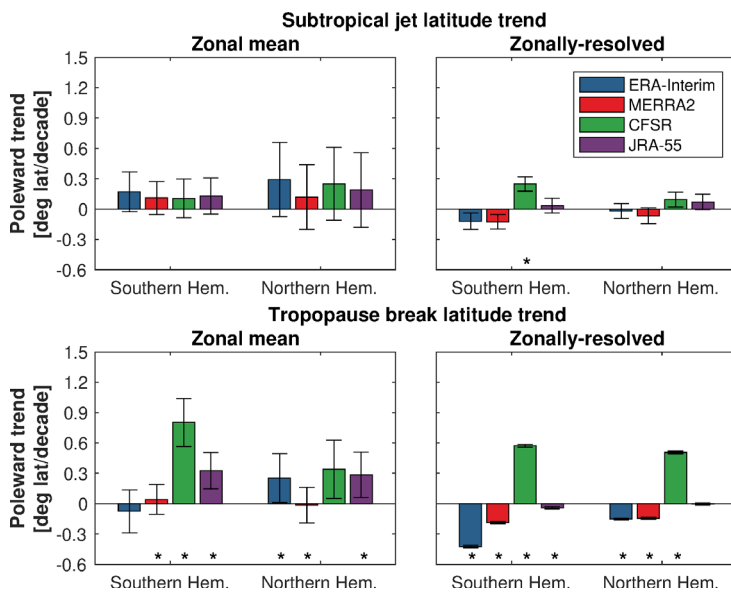 Subtropical jet latitude trend
Zonal mean
Zonally-resolved
Poleward trend
[deg lat/decade]
1.5
1.2
0.9
0.6
0.3
0
-0.3
-0.6
Southern Hem.
Northern Hem.
ERA-Interim
MERRA2
CFSR
JRA-55
*
Southern Hem.
Northern Hem.
Tropopause break latitude trend
Zonal mean
Zonally-resolved
Poleward trend
[deg lat/decade]
1.5
1.2
0.9
0.6
0.3
0
-0.3
-0.6
* * * * * *
Southern Hem.
Northern Hem.
* * * * * * *
Southern Hem.
Northern Hem.